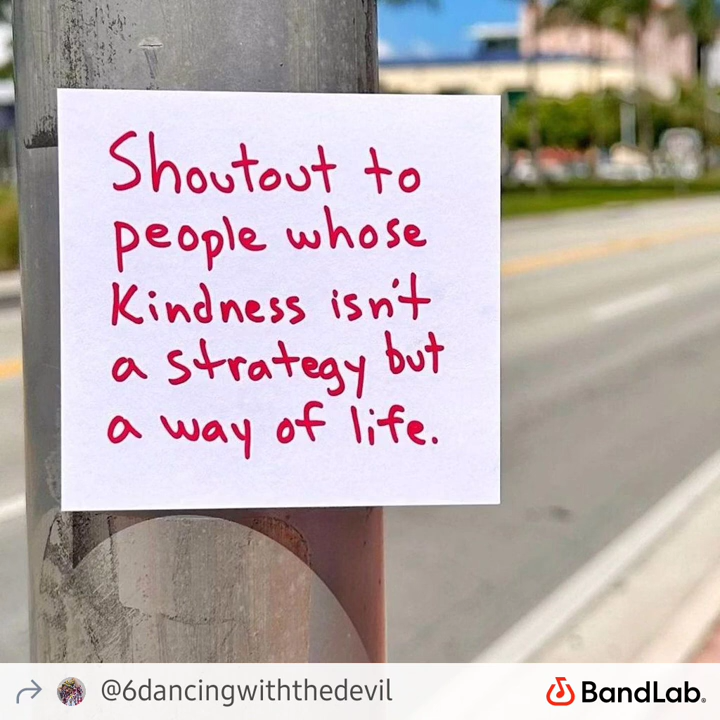 Shoutout to
people whose
Kindness isn't
a strategy but
a way of life.
@6dancingwiththedevil
BandLab.